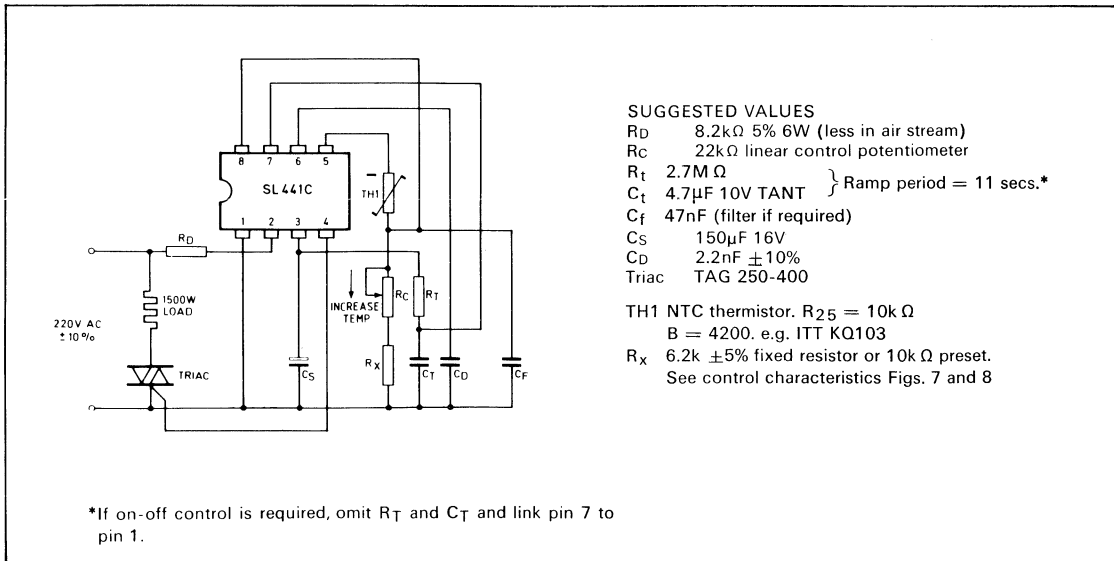 8 7 6 5
SL441C
1 2 3 4
TH1
RD
1500W
LOAD
220V AC
±10%
TRIAC
INCREASE
TEMP
RC
RT
RX
CS
CT
CD
CF
SUGGESTED VALUES
RD 8.2kΩ 5% 6W (less in air stream)
Rc 22kΩ linear control potentiometer
Rt 2.7M Ω
Ct 4.7μF 10V TANT } Ramp period = 11 secs.*
Cf 47nF (filter if required)
Cs 150μF 16V
CD 2.2nF ±10%
Triac TAG 250-400
TH1 NTC thermistor. R25 = 10k Ω
B = 4200. e.g. ITT KQ103
Rx 6.2k ±5% fixed resistor or 10k Ω preset.
See control characteristics Figs. 7 and 8
*If on-off control is required, omit RT and CT and link pin 7 to
pin 1.